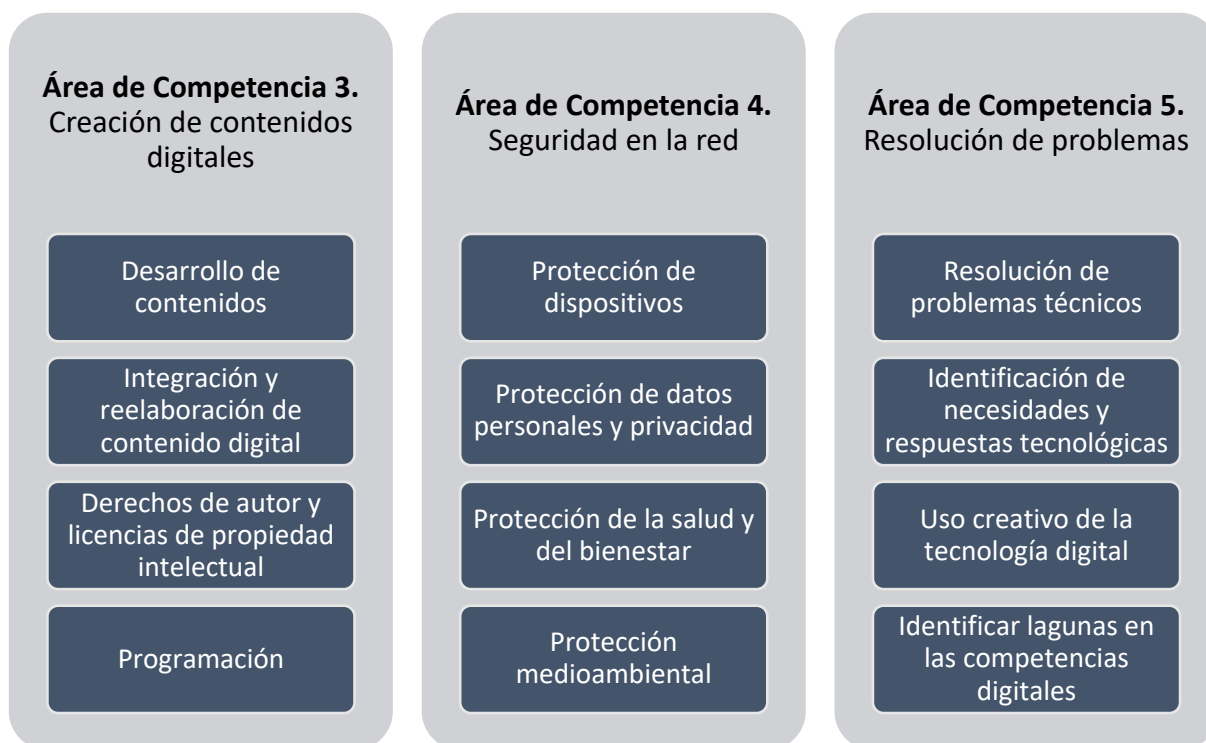 Área de Competencia 3.
Creación de contenidos
digitales
Desarrollo de
contenidos
Integración y
reelaboración de
contenido digital
Derechos de autor y
licencias de propiedad
intelectual
Programación
Área de Competencia 4.
Seguridad en la red
Protección de
dispositivos
Protección de datos
personales y privacidad
Protección de la salud y
del bienestar
Protección
medioambiental
Área de Competencia 5.
Resolución de problemas
Resolución de
problemas técnicos
Identificación de
necesidades y
respuestas tecnológicas
Uso creativo de la
tecnología digital
Identificar lagunas en
las competencias
digitales